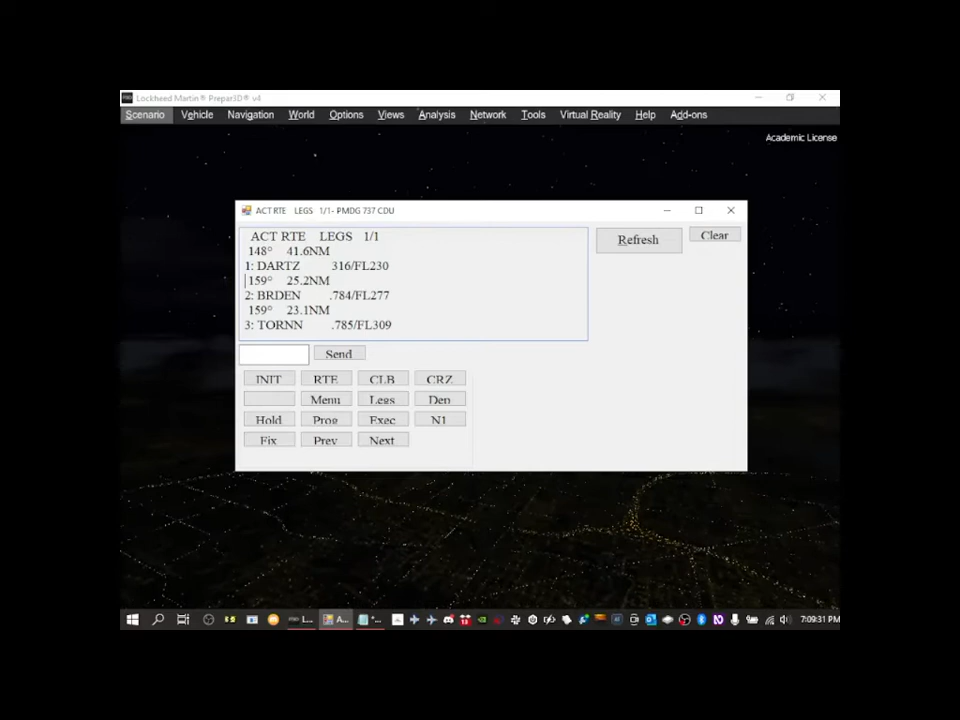 Lockheed Martin® Prepar3D® v4
Scenario Vehicle Navigation World Options Views Analysis Network Tools Virtual Reality Help Add-ons
Academic License
ACT RTE LEGS 1/1- PMDG 737 CDU
ACT RTE LEGS 1/1
148° 41.6NM
1: DARTZ 316/FL230
159° 25.2NM
2: BRDEN .784/FL277
159° 23.1NM
3: TORNN .785/FL309
Refresh Clear
Send
INIT RTE CLB CRZ
Menu Legs Dep
Hold Prog Exec N1
Fix Prev Next
L... A... 7:09:31 PM